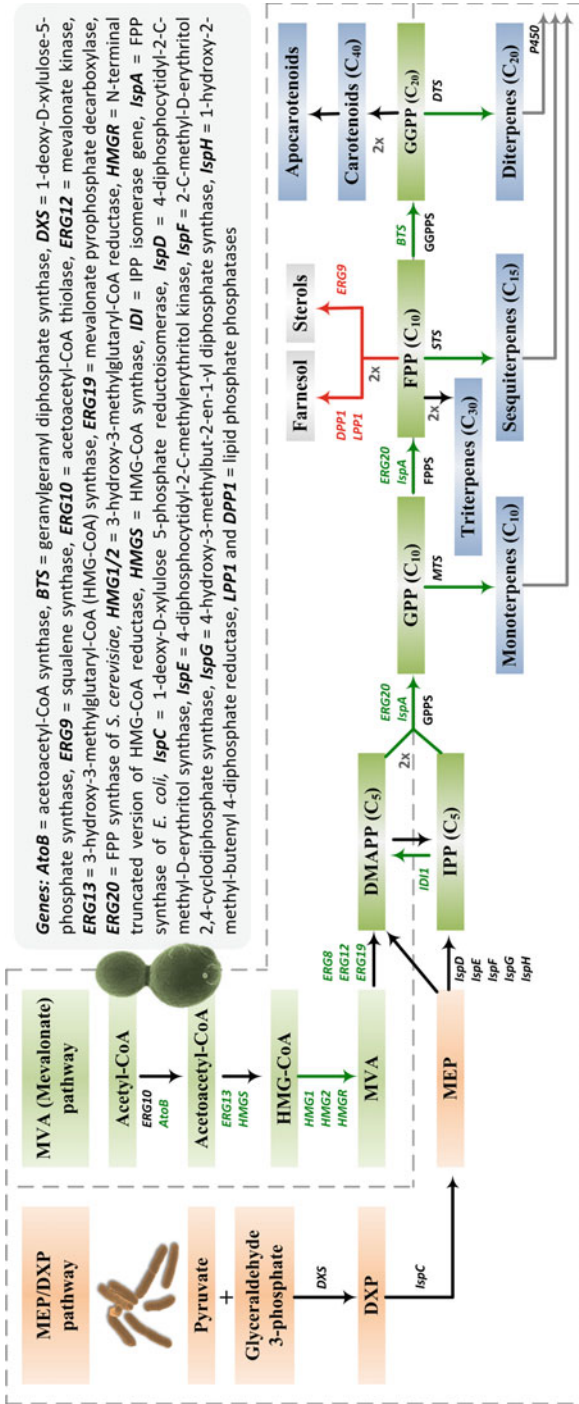 Genes: AtoB = acetoacetyl-CoA synthase, BTS = geranylgeranyl diphosphate synthase, DXS = 1-deoxy-D-xylulose-5-
phosphate synthase, ERG9 = squalene synthase, ERG10 = acetoacetyl-CoA thiolase, ERG12 = mevalonate kinase,
ERG13 = 3-hydroxy-3-methylglutaryl-CoA (HMG-CoA) synthase, ERG19 = mevalonate pyrophosphate decarboxylase,
ERG20 = FPP synthase of S. cerevisiae, HMG1/2 = 3-hydroxy-3-methylglutaryl-CoA reductase, HMGR = N-terminal
truncated version of HMG-CoA reductase, HMGS = HMG-CoA synthase, IDI = IPP isomerase gene, IspA = FPP
synthase of E. coli, IspC = 1-deoxy-D-xylulose 5-phosphate reductoisomerase, IspD = 4-diphosphocytidyl-2-C-
methyl-D-erythritol synthase, IspE = 4-diphosphocytidyl-2-C-methylerythritol kinase, IspF = 2-C-methyl-D-erythritol
2,4-cyclodiphosphate synthase, IspG = 4-hydroxy-3-methylbut-2-en-1-yl diphosphate synthase, IspH = 1-hydroxy-2-
methyl-butenyl 4-diphosphate reductase, LPP1 and DPP1 = lipid phosphate phosphatases
MEP/DXP
pathway
Pyruvate
+
Glyceraldehyde
3-phosphate
DXS
DXP
IspC
MEP
IspD
IspE
IspF
IspG
IspH
MVA (Mevalonate)
pathway
Acetyl-CoA
ERG10
AtoB
Acetoacetyl-CoA
ERG13
HMGS
HMG-CoA
HMG1
HMG2
HMGR
MVA
ERG8
ERG12
ERG19
DMAPP (C5)
IDI1
IPP (C5)
2x
ERG20
IspA
GPPS
GPP (C10)
MTS
Monoterpenes (C10)
ERG20
IspA
FPPS
Farnesol
Sterols
DPP1
LPP1
ERG9
2x
FPP (C10)
2x
STS
Triterpenes (C30)
Sesquiterpenes (C15)
BTS
GGPPS
Apocarotenoids
Carotenoids (C40)
2x
GGPP (C20)
DTS
Diterpenes (C20)
P450